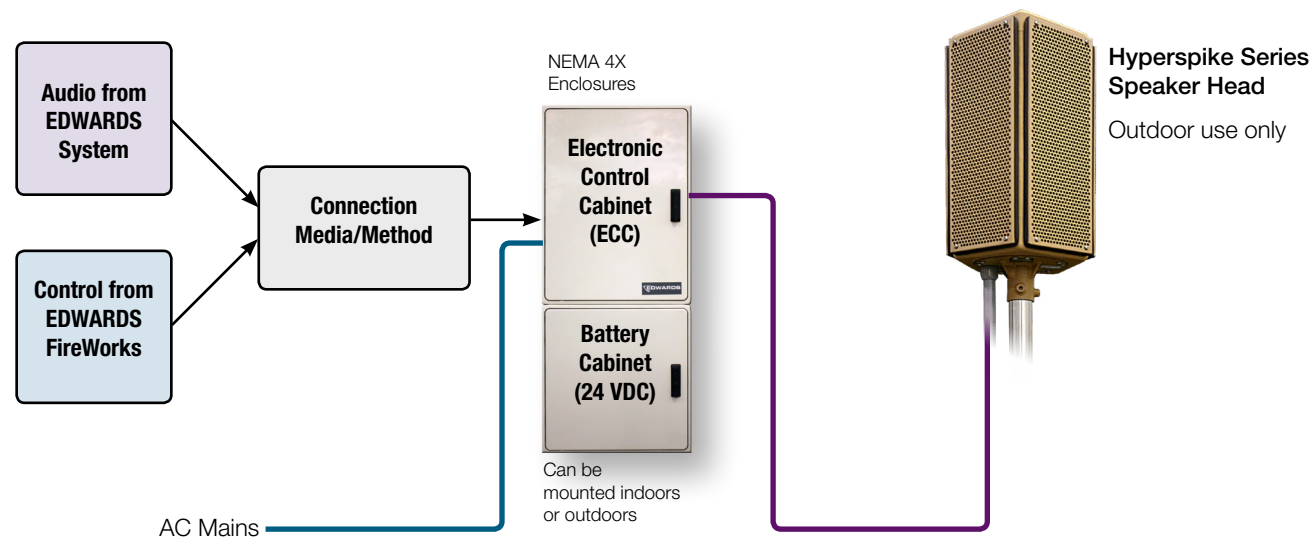 Audio from
EDWARDS
System
Control from
EDWARDS
FireWorks
Connection
Media/Method
NEMA 4X
Enclosures
Electronic
Control
Cabinet
(ECC)
EDWARDS
Battery
Cabinet
(24 VDC)
Can be
mounted indoors
or outdoors
AC Mains
Hyperspike Series
Speaker Head
Outdoor use only